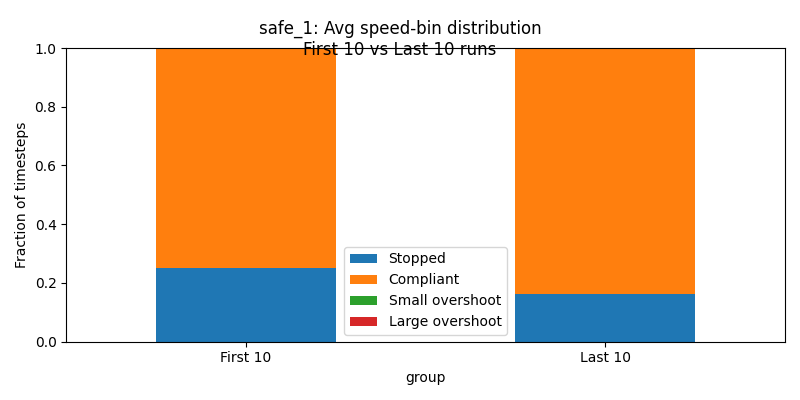 safe_1: Avg speed-bin distribution
First 10 vs Last 10 runs
Fraction of timesteps
1.0
0.8
0.6
0.4
0.2
0.0
Stopped
Compliant
Small overshoot
Large overshoot
First 10
Last 10
group